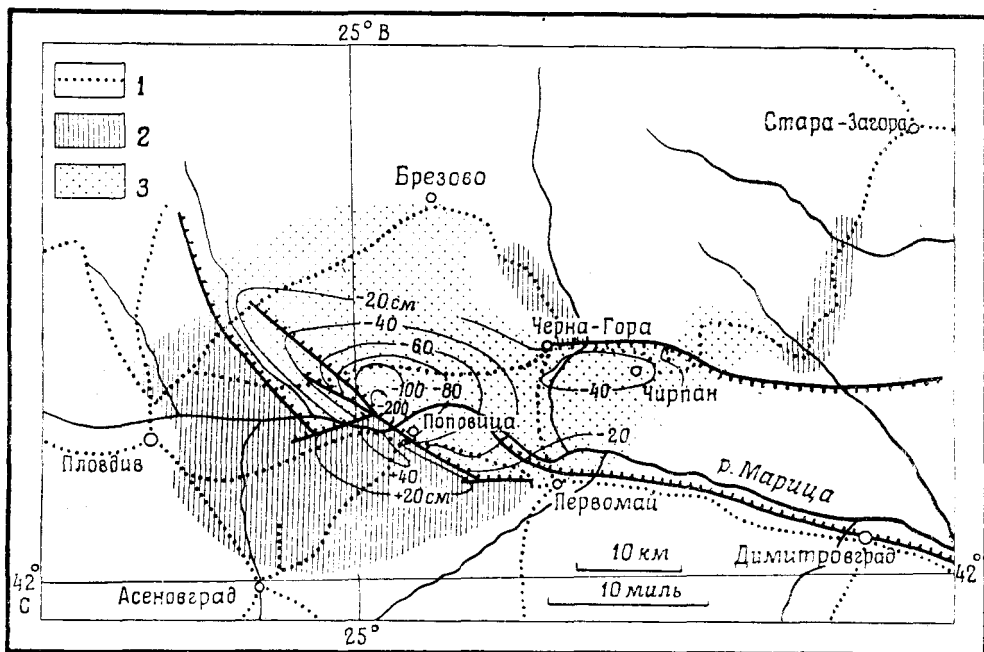 25° В
1
2
3
Стара-Загора
Брезово
-20 см
-40
-60
-100
-80
-200
Черна-Гора
-40
Чирпан
Поповица
-20
Пловдив
+40
+20 см
Первомай
р. Марица
Димитровград
10 км
10 миль
42°
С
42°
Асеновград
25°